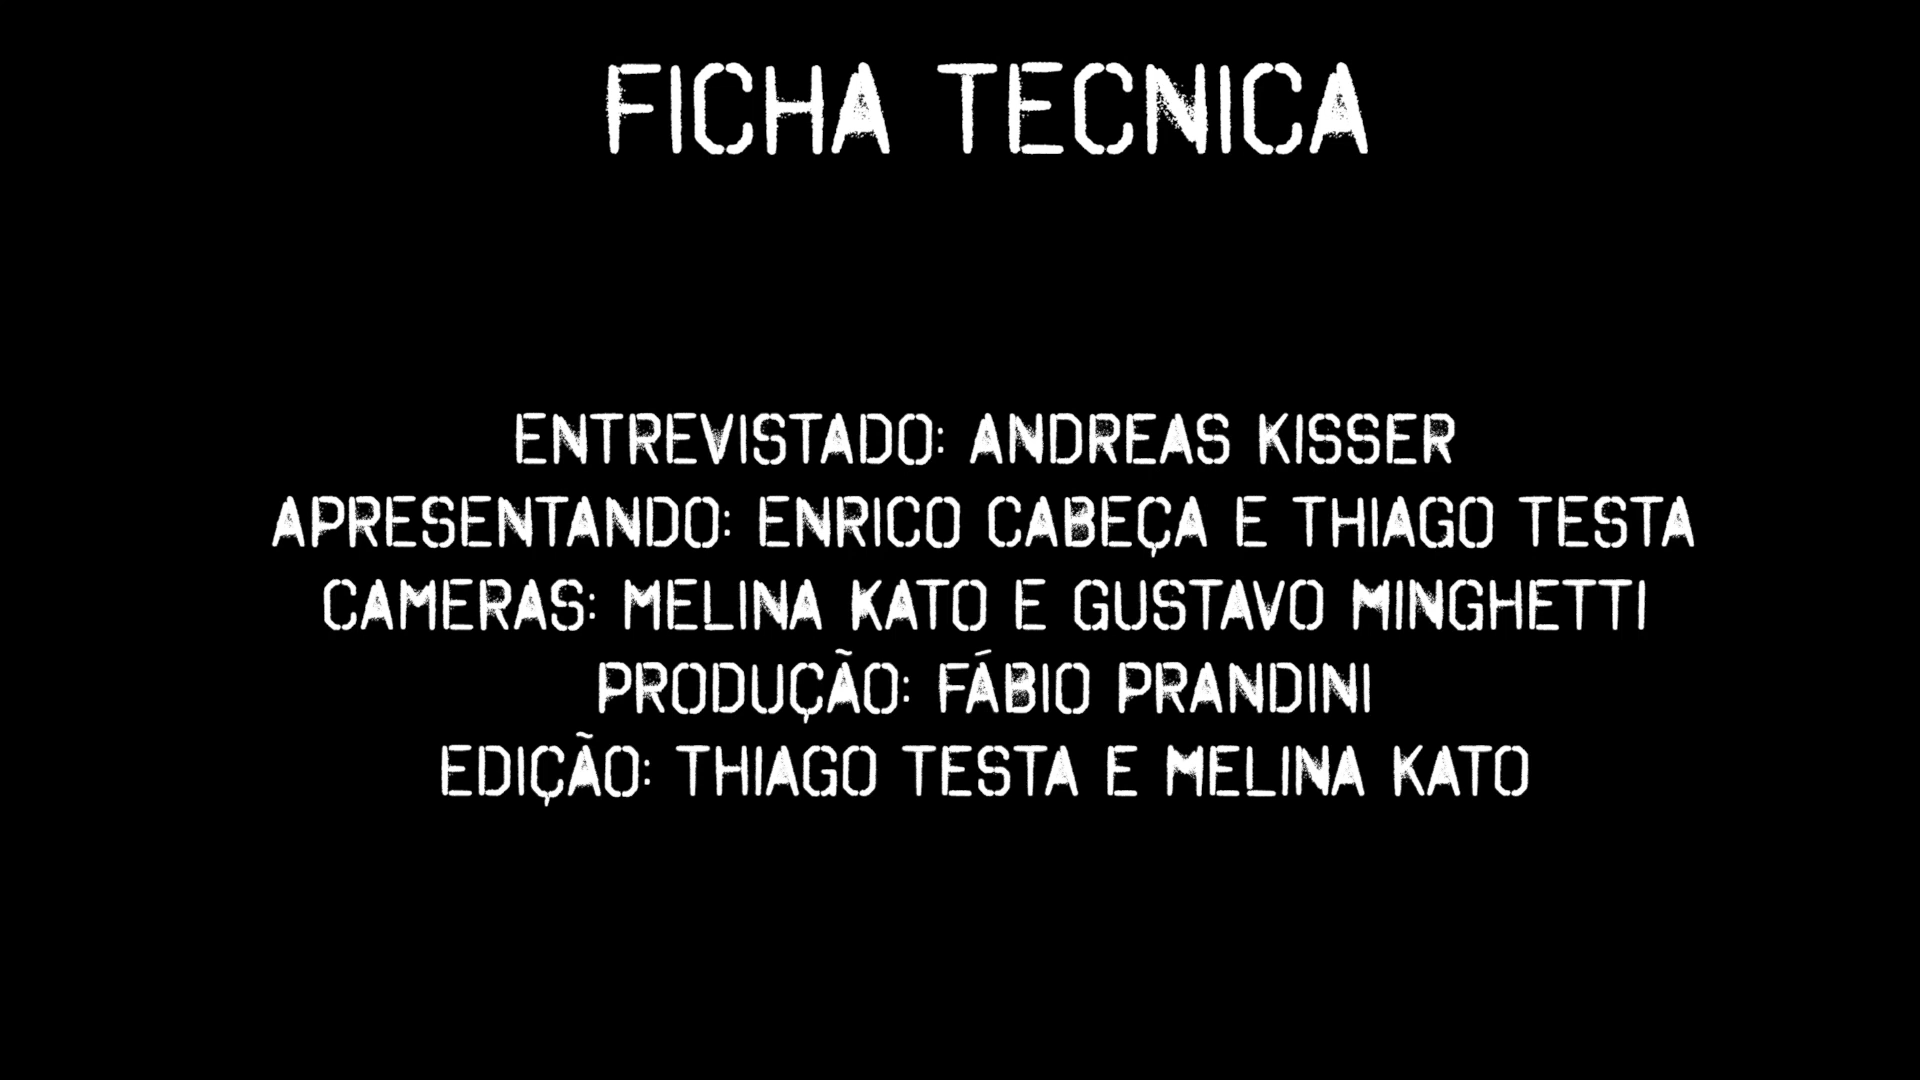 FICHA TECNICA
ENTREVISTADO: ANDREAS KISSER
APRESENTANDO: ENRICO CABEÇA E THIAGO TESTA
CAMERAS: MELINA KATO E GUSTAVO MINGHETTI
PRODUÇÃO: FÁBIO PRANDINI
EDIÇÃO: THIAGO TESTA E MELINA KATO